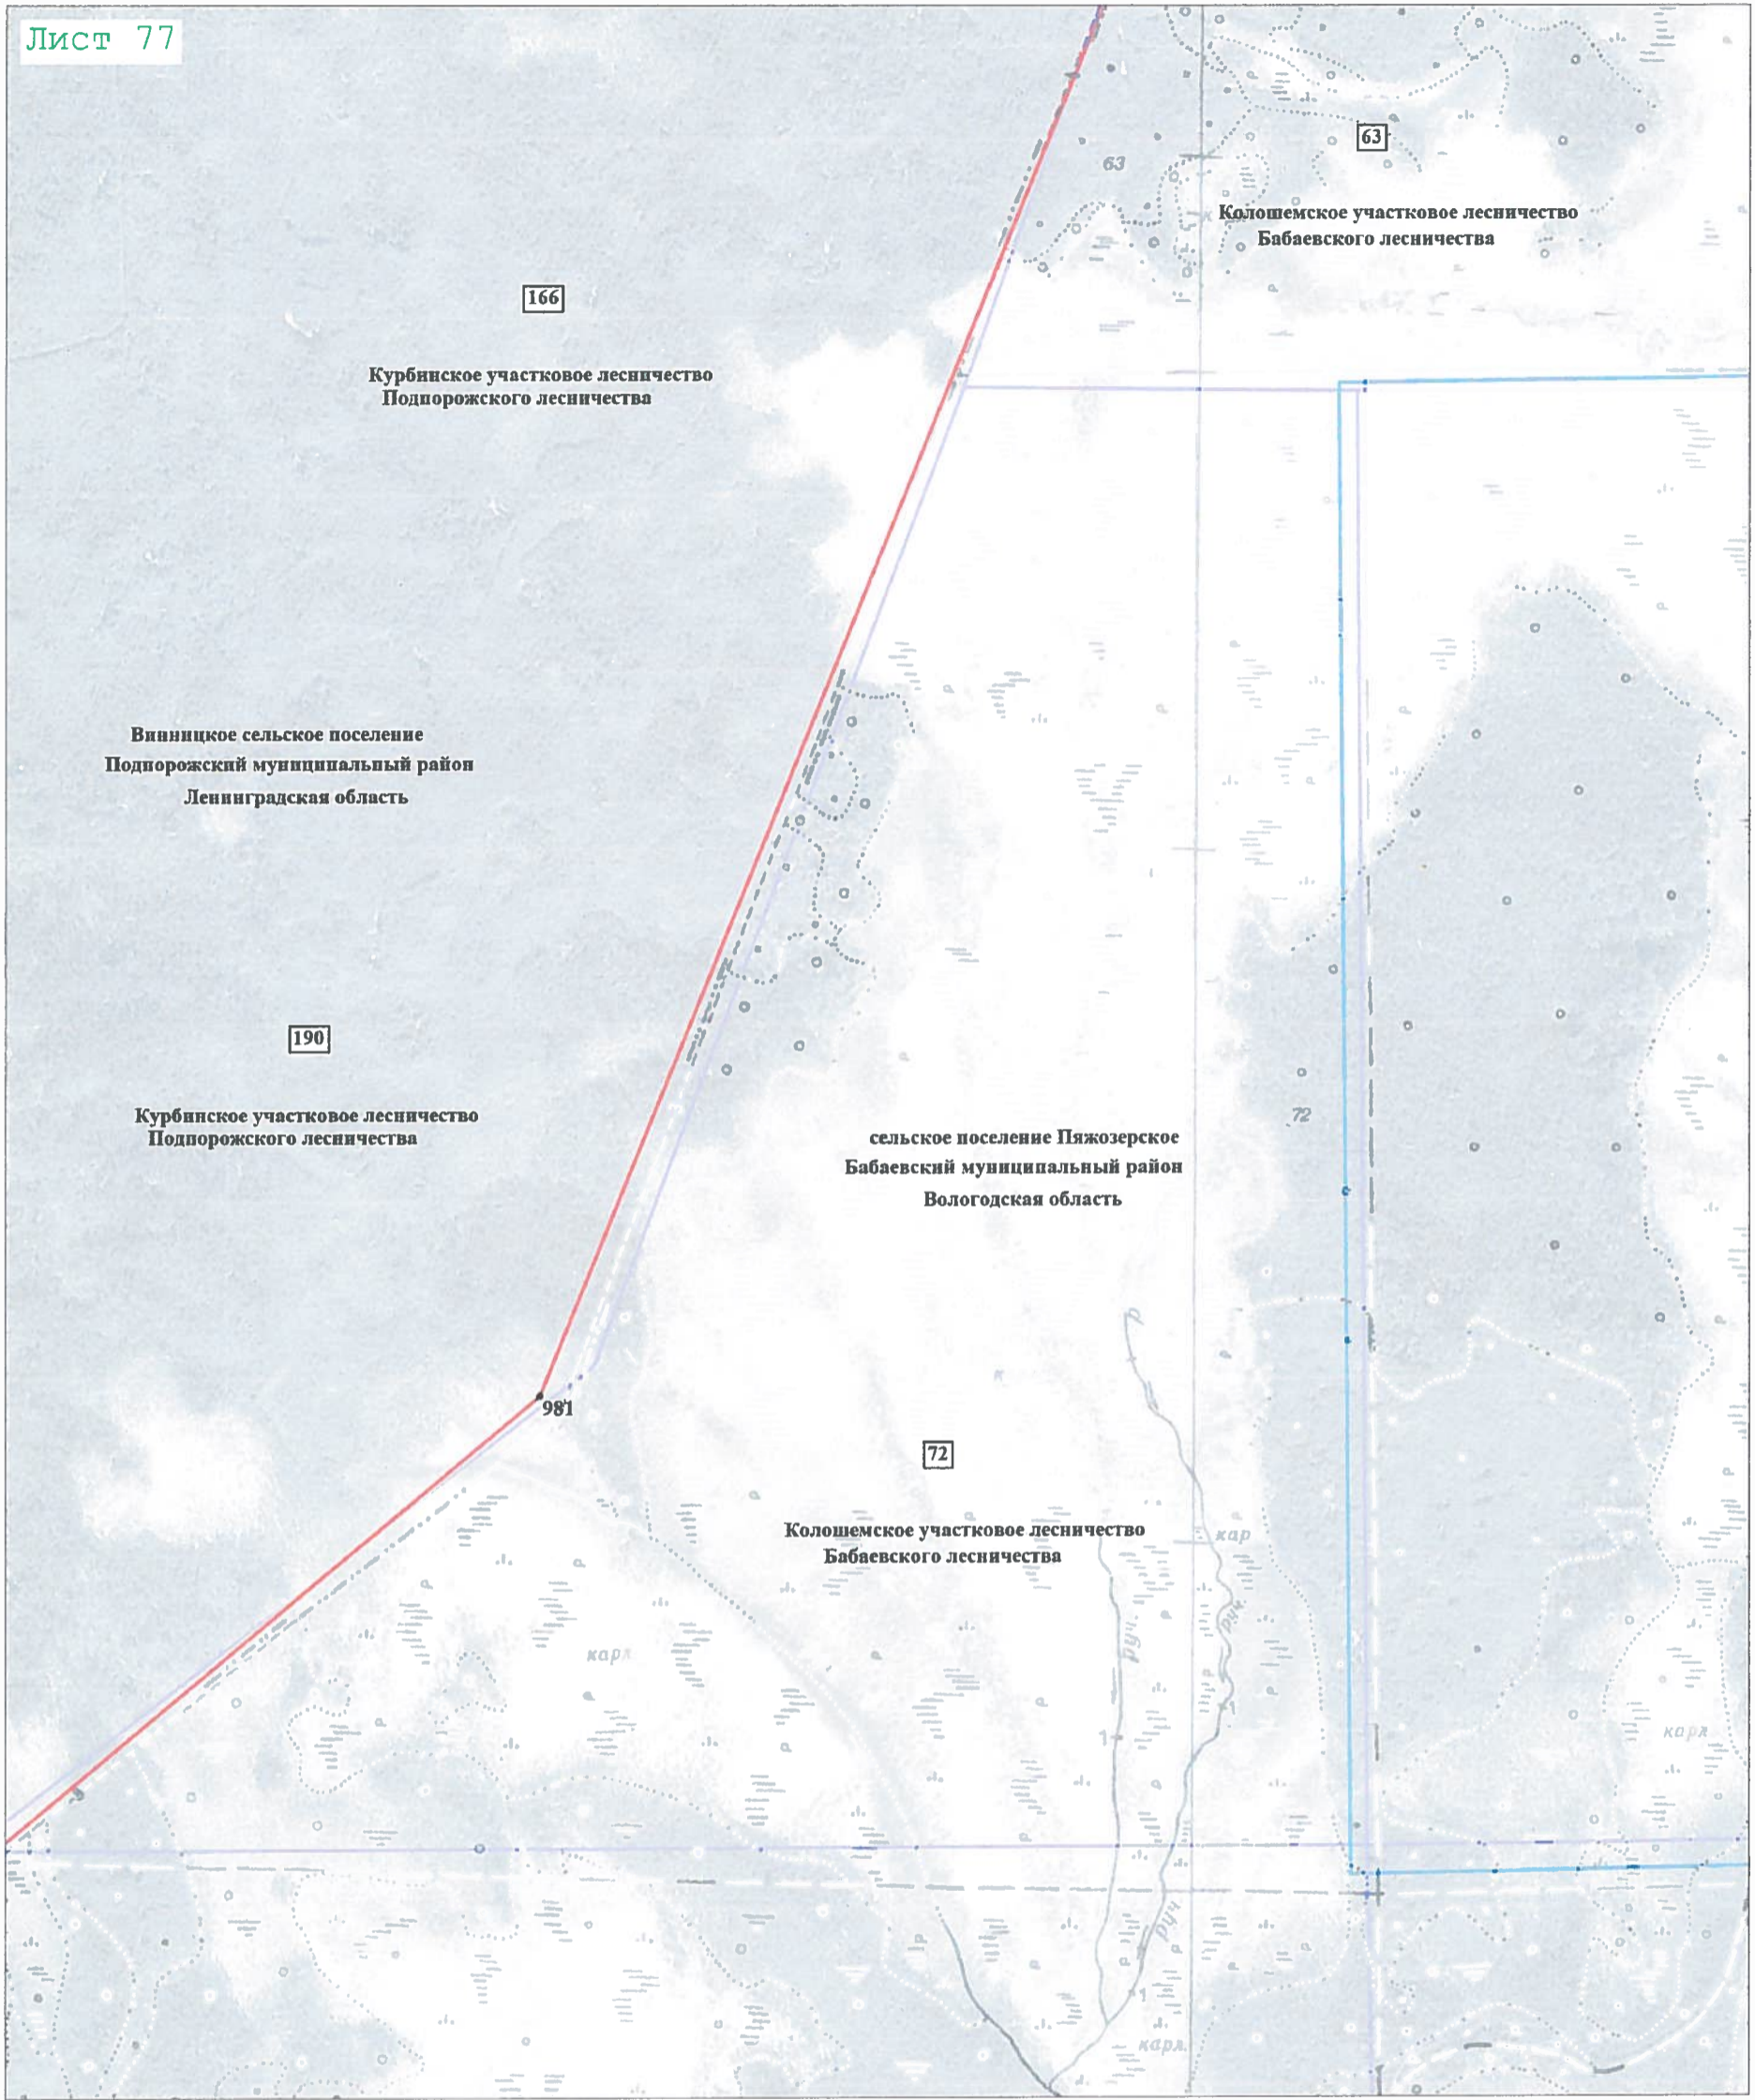 Лист 77
63
63
Колошемское участковое лесничество
Бабаевского лесничества
166
Курбинское участковое лесничество
Подпорожского лесничества
Винницкое сельское поселение
Подпорожский муниципальный район
Ленинградская область
190
Курбинское участковое лесничество
Подпорожского лесничества
72
сельское поселение Пяжозерское
Бабаевский муниципальный район
Вологодская область
981
72
Колошемское участковое лесничество
Бабаевского лесничества
кар
руч.
руч.
карл
карл
руч
карл.